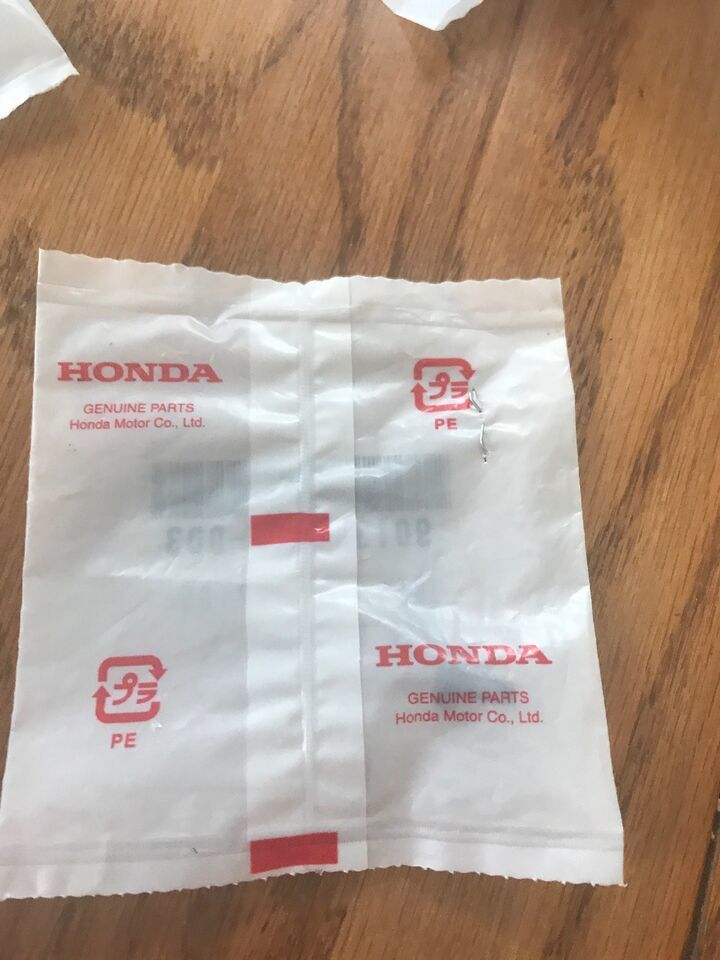 HONDA
GENUINE PARTS
Honda Motor Co., Ltd.
プラ
PE
HONDA
GENUINE PARTS
Honda Motor Co., Ltd.
プラ
PE